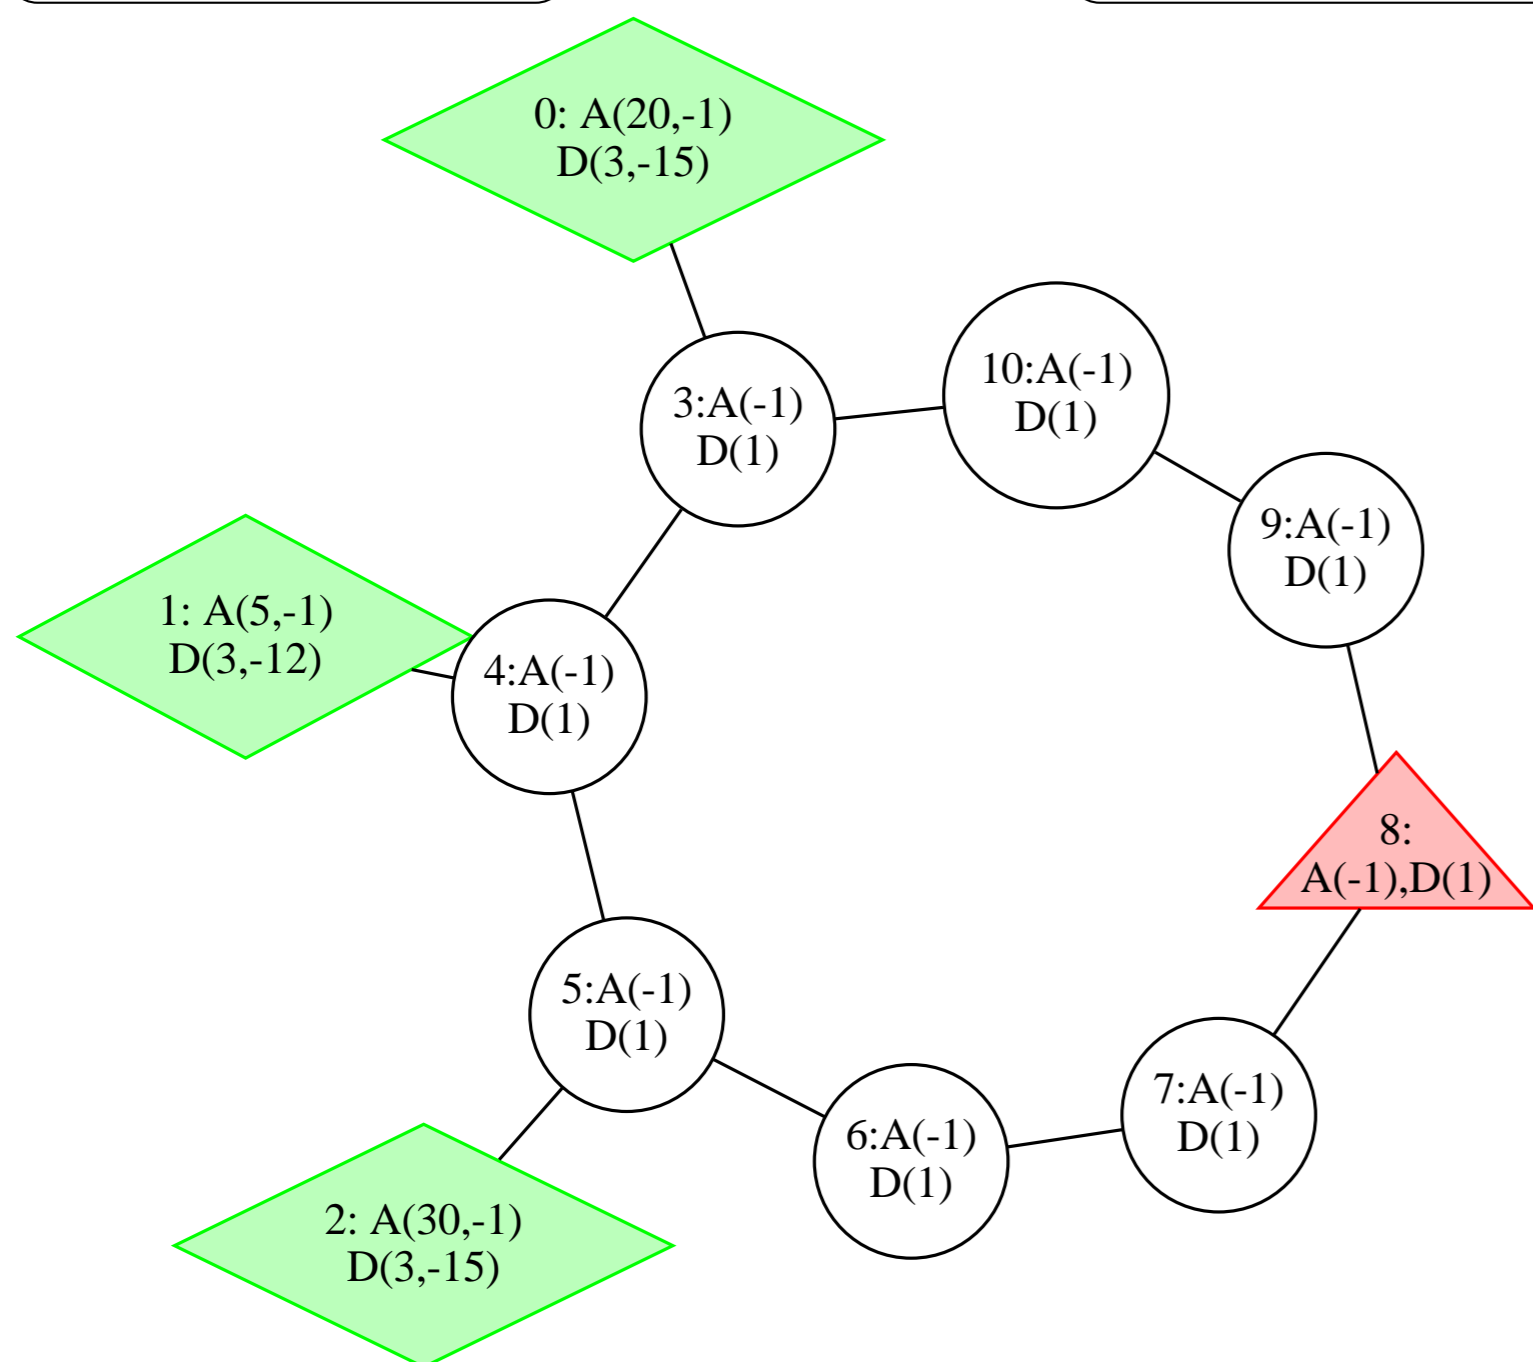 0: A(20,-1)
D(3,-15)
10:A(-1)
D(1)
3:A(-1)
D(1)
9:A(-1)
D(1)
1: A(5,-1)
D(3,-12)
4:A(-1)
D(1)
8:
A(-1),D(1)
5:A(-1)
D(1)
7:A(-1)
D(1)
6:A(-1)
D(1)
2: A(30,-1)
D(3,-15)